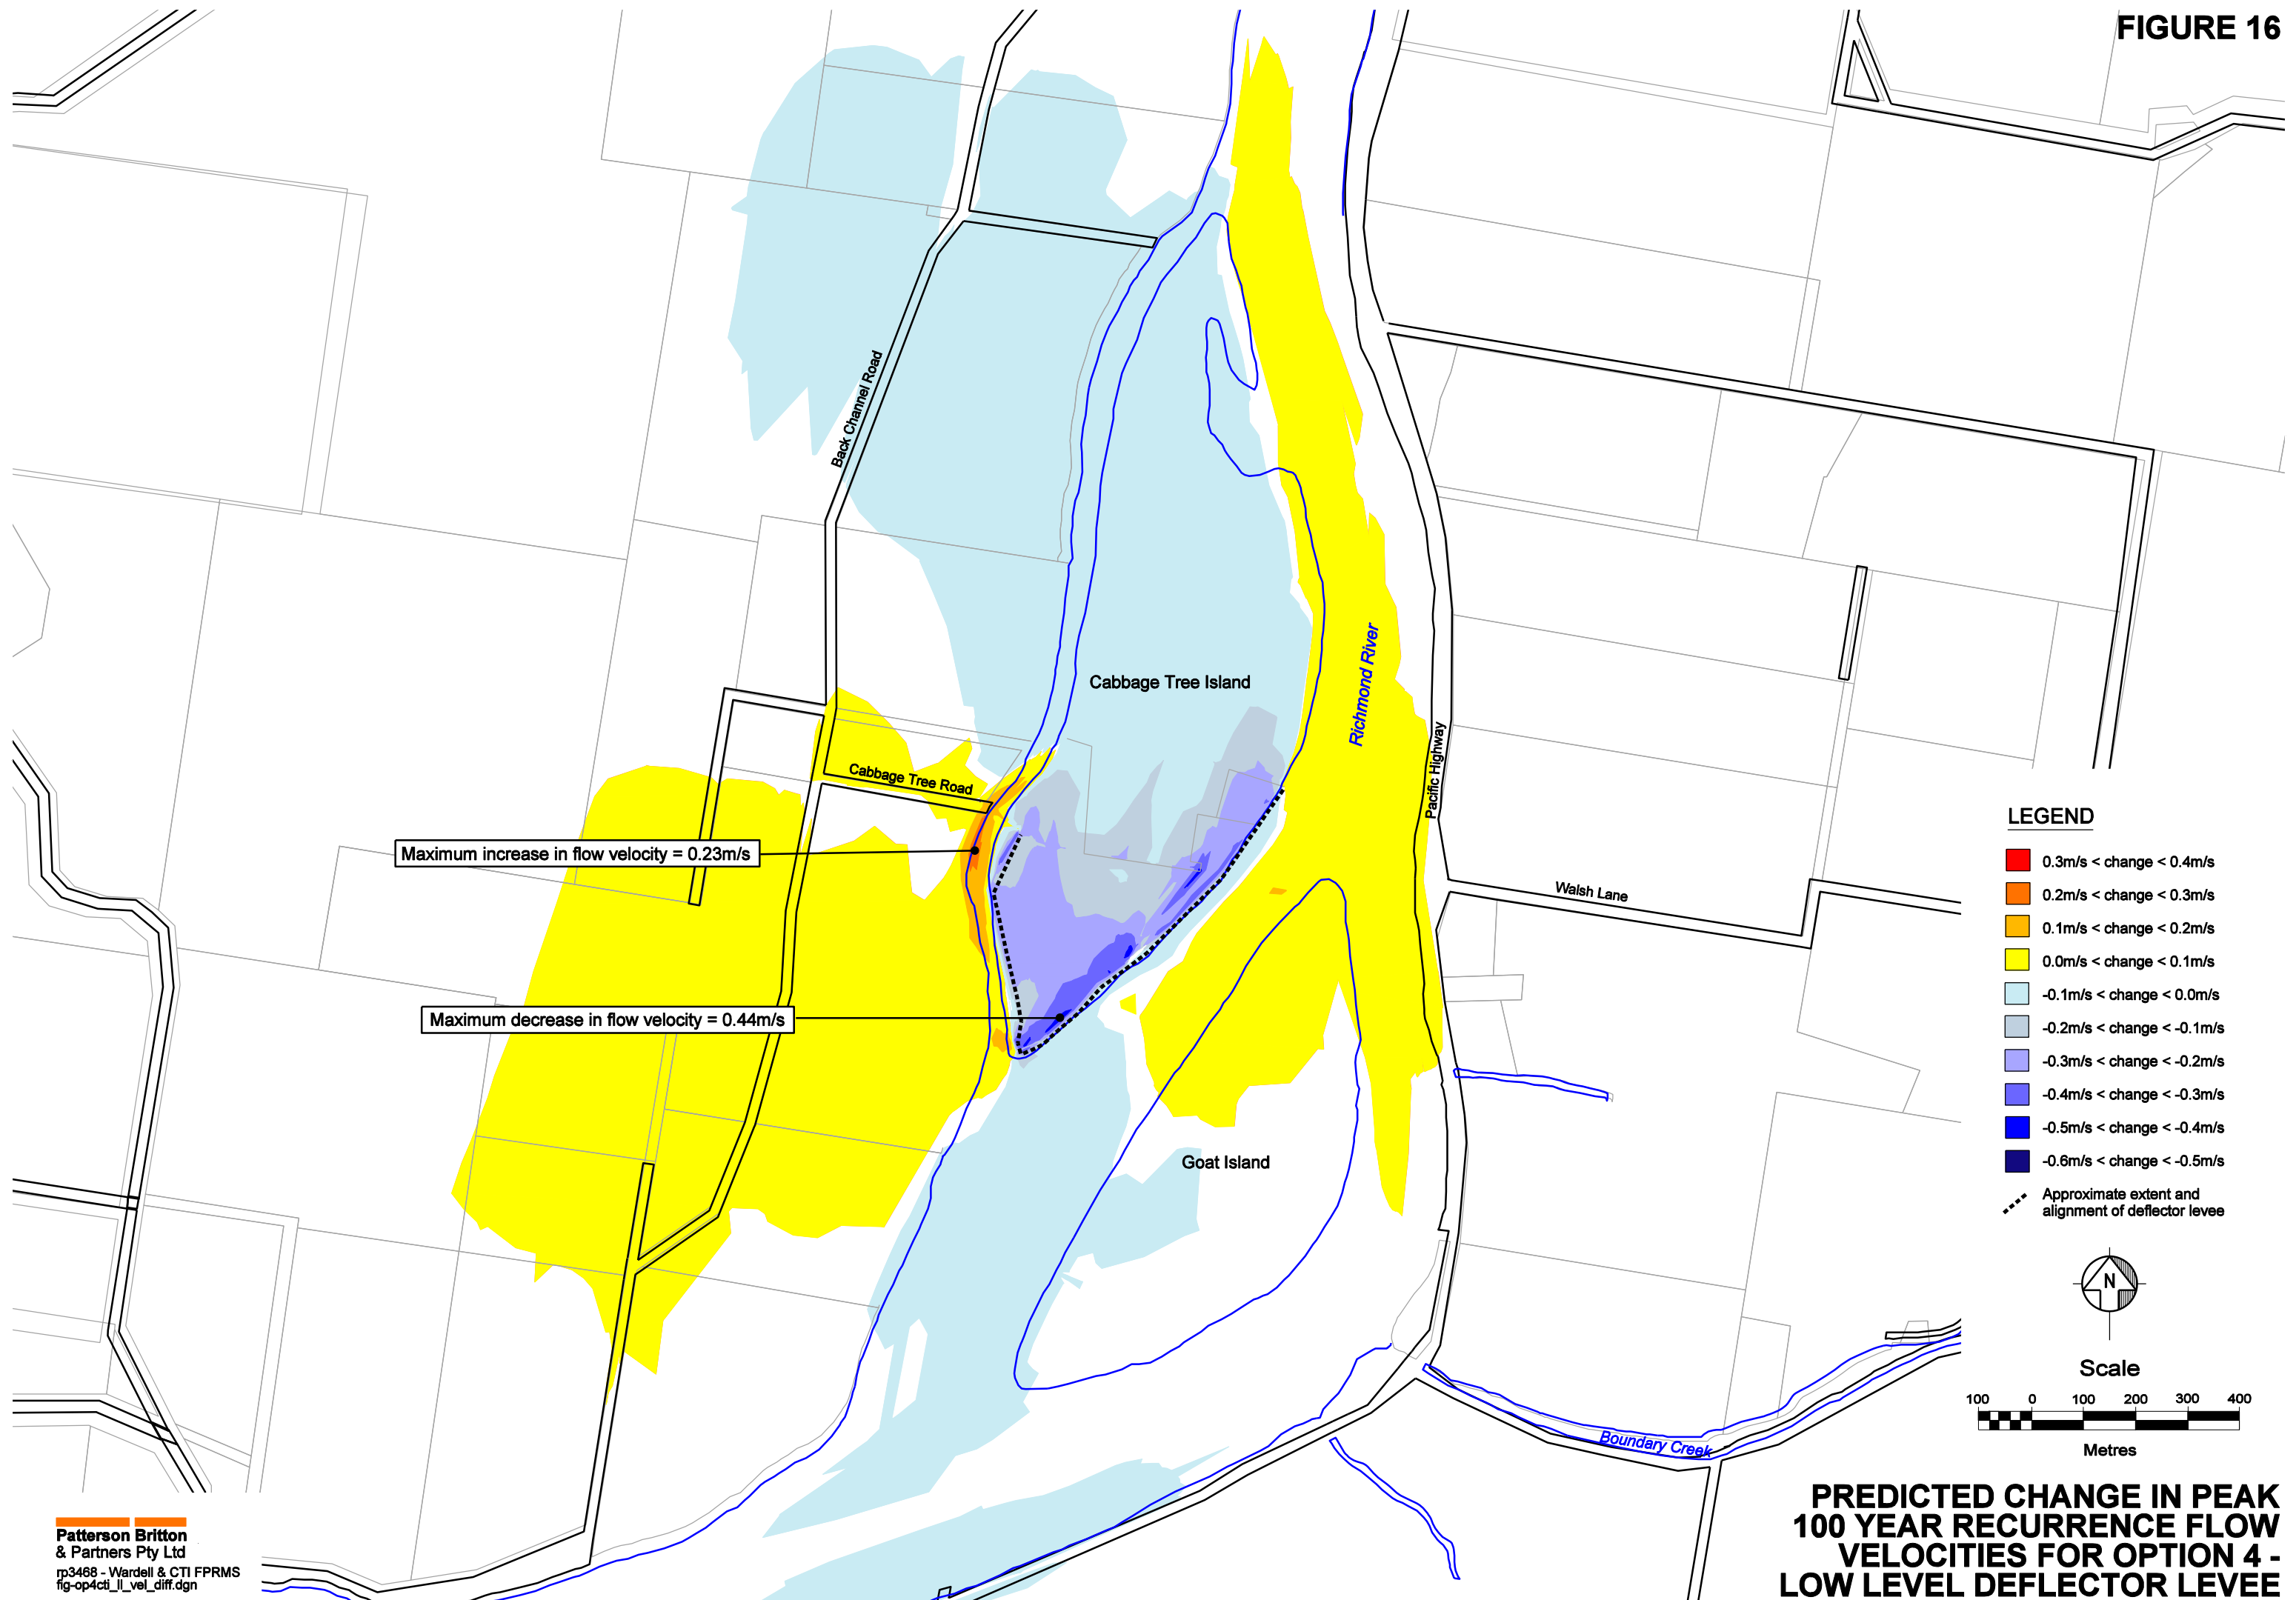 FIGURE 16
Back Channel Road
Cabbage Tree Island
Richmond River
Pacific Highway
Cabbage Tree Road
Maximum increase in flow velocity = 0.23m/s
Walsh Lane
Maximum decrease in flow velocity = 0.44m/s
Goat Island
Boundary Creek
LEGEND
0.3m/s < change < 0.4m/s
0.2m/s < change < 0.3m/s
0.1m/s < change < 0.2m/s
0.0m/s < change < 0.1m/s
-0.1m/s < change < 0.0m/s
-0.2m/s < change < -0.1m/s
-0.3m/s < change < -0.2m/s
-0.4m/s < change < -0.3m/s
-0.5m/s < change < -0.4m/s
-0.6m/s < change < -0.5m/s
Approximate extent and
alignment of deflector levee
N
Scale
100 0 100 200 300 400
Metres
PREDICTED CHANGE IN PEAK
100 YEAR RECURRENCE FLOW
VELOCITIES FOR OPTION 4 -
LOW LEVEL DEFLECTOR LEVEE
Patterson Britton
& Partners Pty Ltd
rp3468 - Wardell & CTI FPRMS
fig-op4cti_ll_vel_diff.dgn